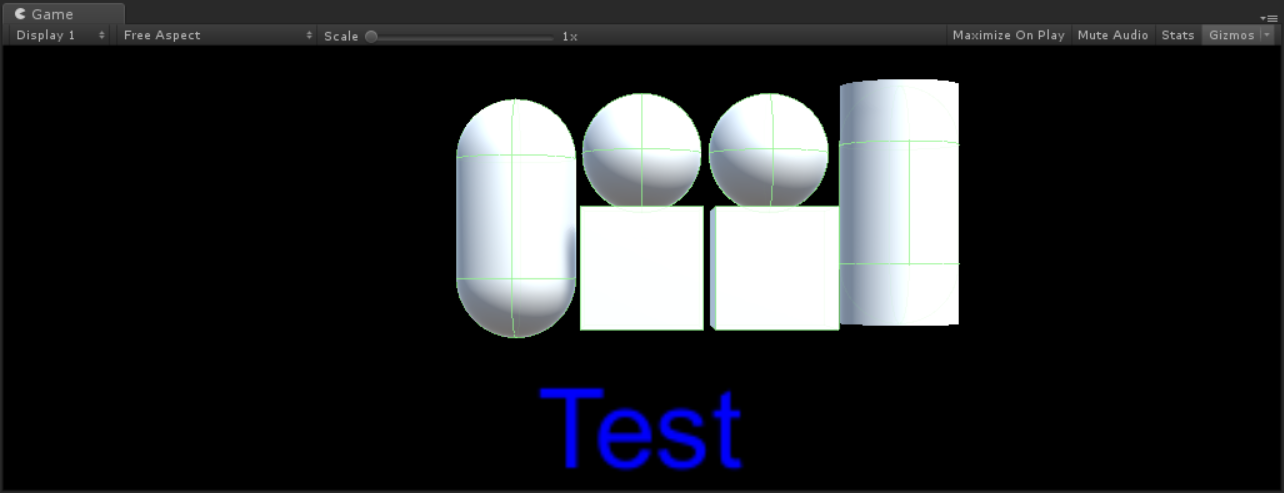 Game
Display 1 Free Aspect Scale 1x Maximize On Play Mute Audio Stats Gizmos
Test